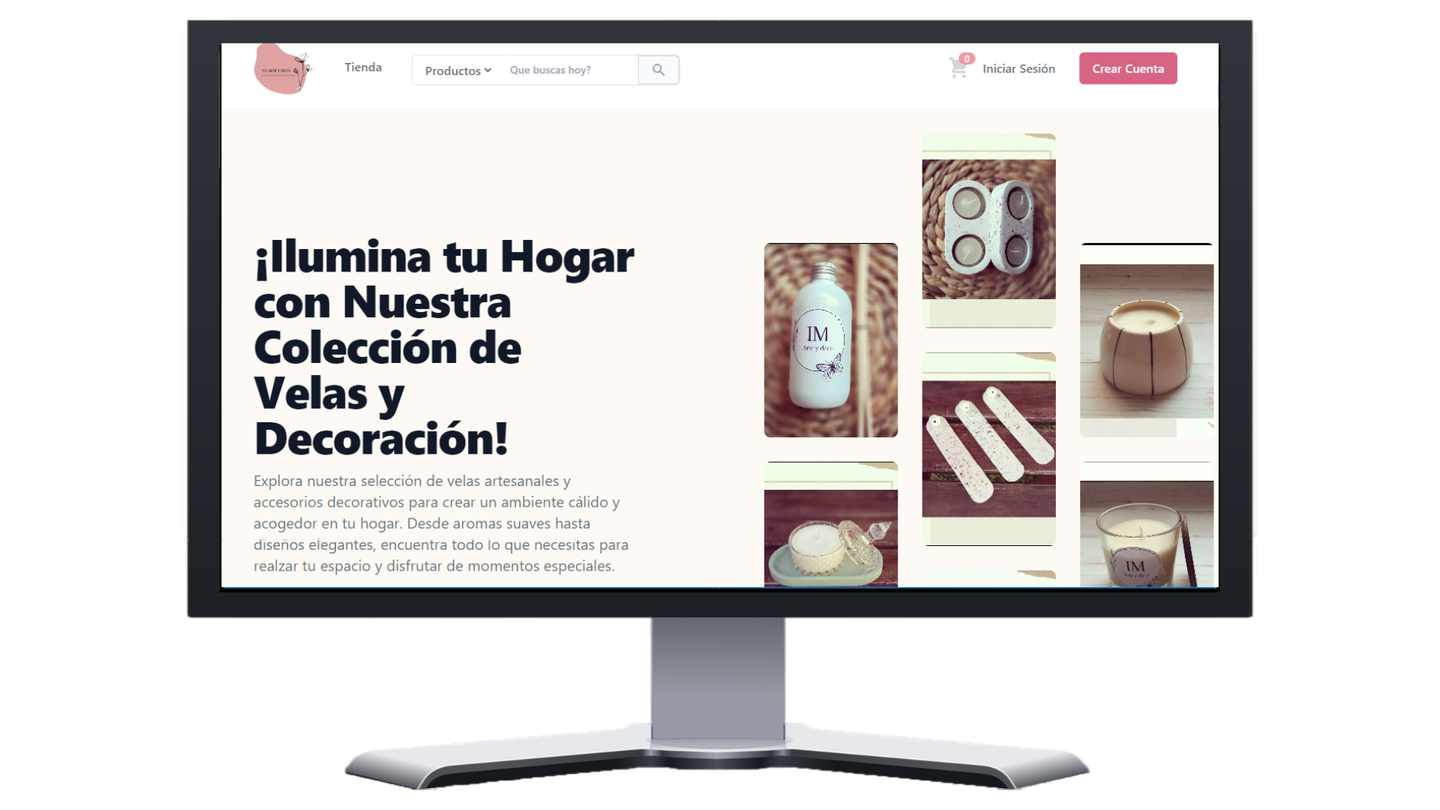 Tienda
Productos
Que buscas hoy?
0
Iniciar Sesión
Crear Cuenta
¡Ilumina tu Hogar
con Nuestra
Colección de
Velas y
Decoración!
Explora nuestra selección de velas artesanales y
accesorios decorativos para crear un ambiente cálido y
acogedor en tu hogar. Desde aromas suaves hasta
diseños elegantes, encuentra todo lo que necesitas para
realzar tu espacio y disfrutar de momentos especiales.
IM
Arte y deco
IM